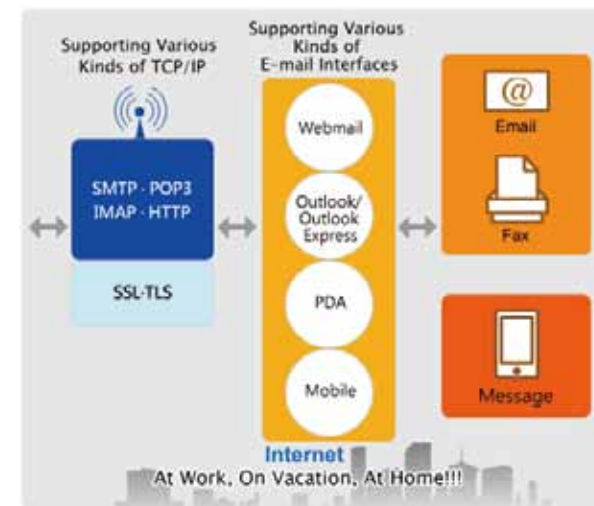 Supporting Various
Kinds of TCP/IP
SMTP · POP3
IMAP · HTTP
SSL·TLS
Supporting Various
Kinds of
E-mail Interfaces
Webmail
Outlook/
Outlook
Express
PDA
Mobile
@
Email
Fax
Message
Internet
At Work, On Vacation, At Home!!!